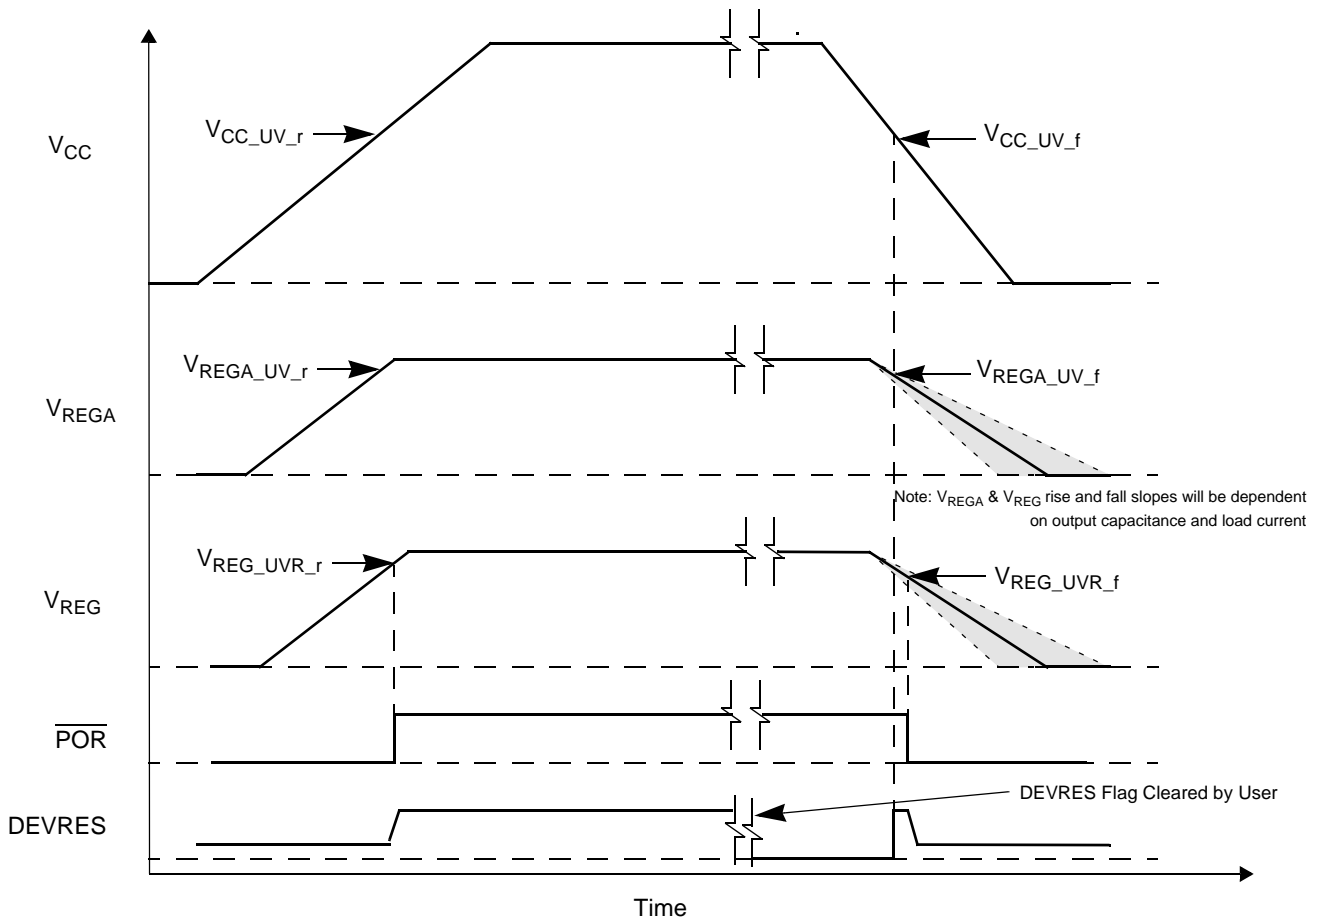 V_CC_UV_r
V_CC_UV_f
V_CC
V_REGA_UV_r
V_REGA_UV_f
V_REGA
Note: V_REGA & V_REG rise and fall slopes will be dependent
on output capacitance and load current
V_REG_UVR_r
V_REG_UVR_f
V_REG
POR
DEVRES Flag Cleared by User
DEVRES
Time